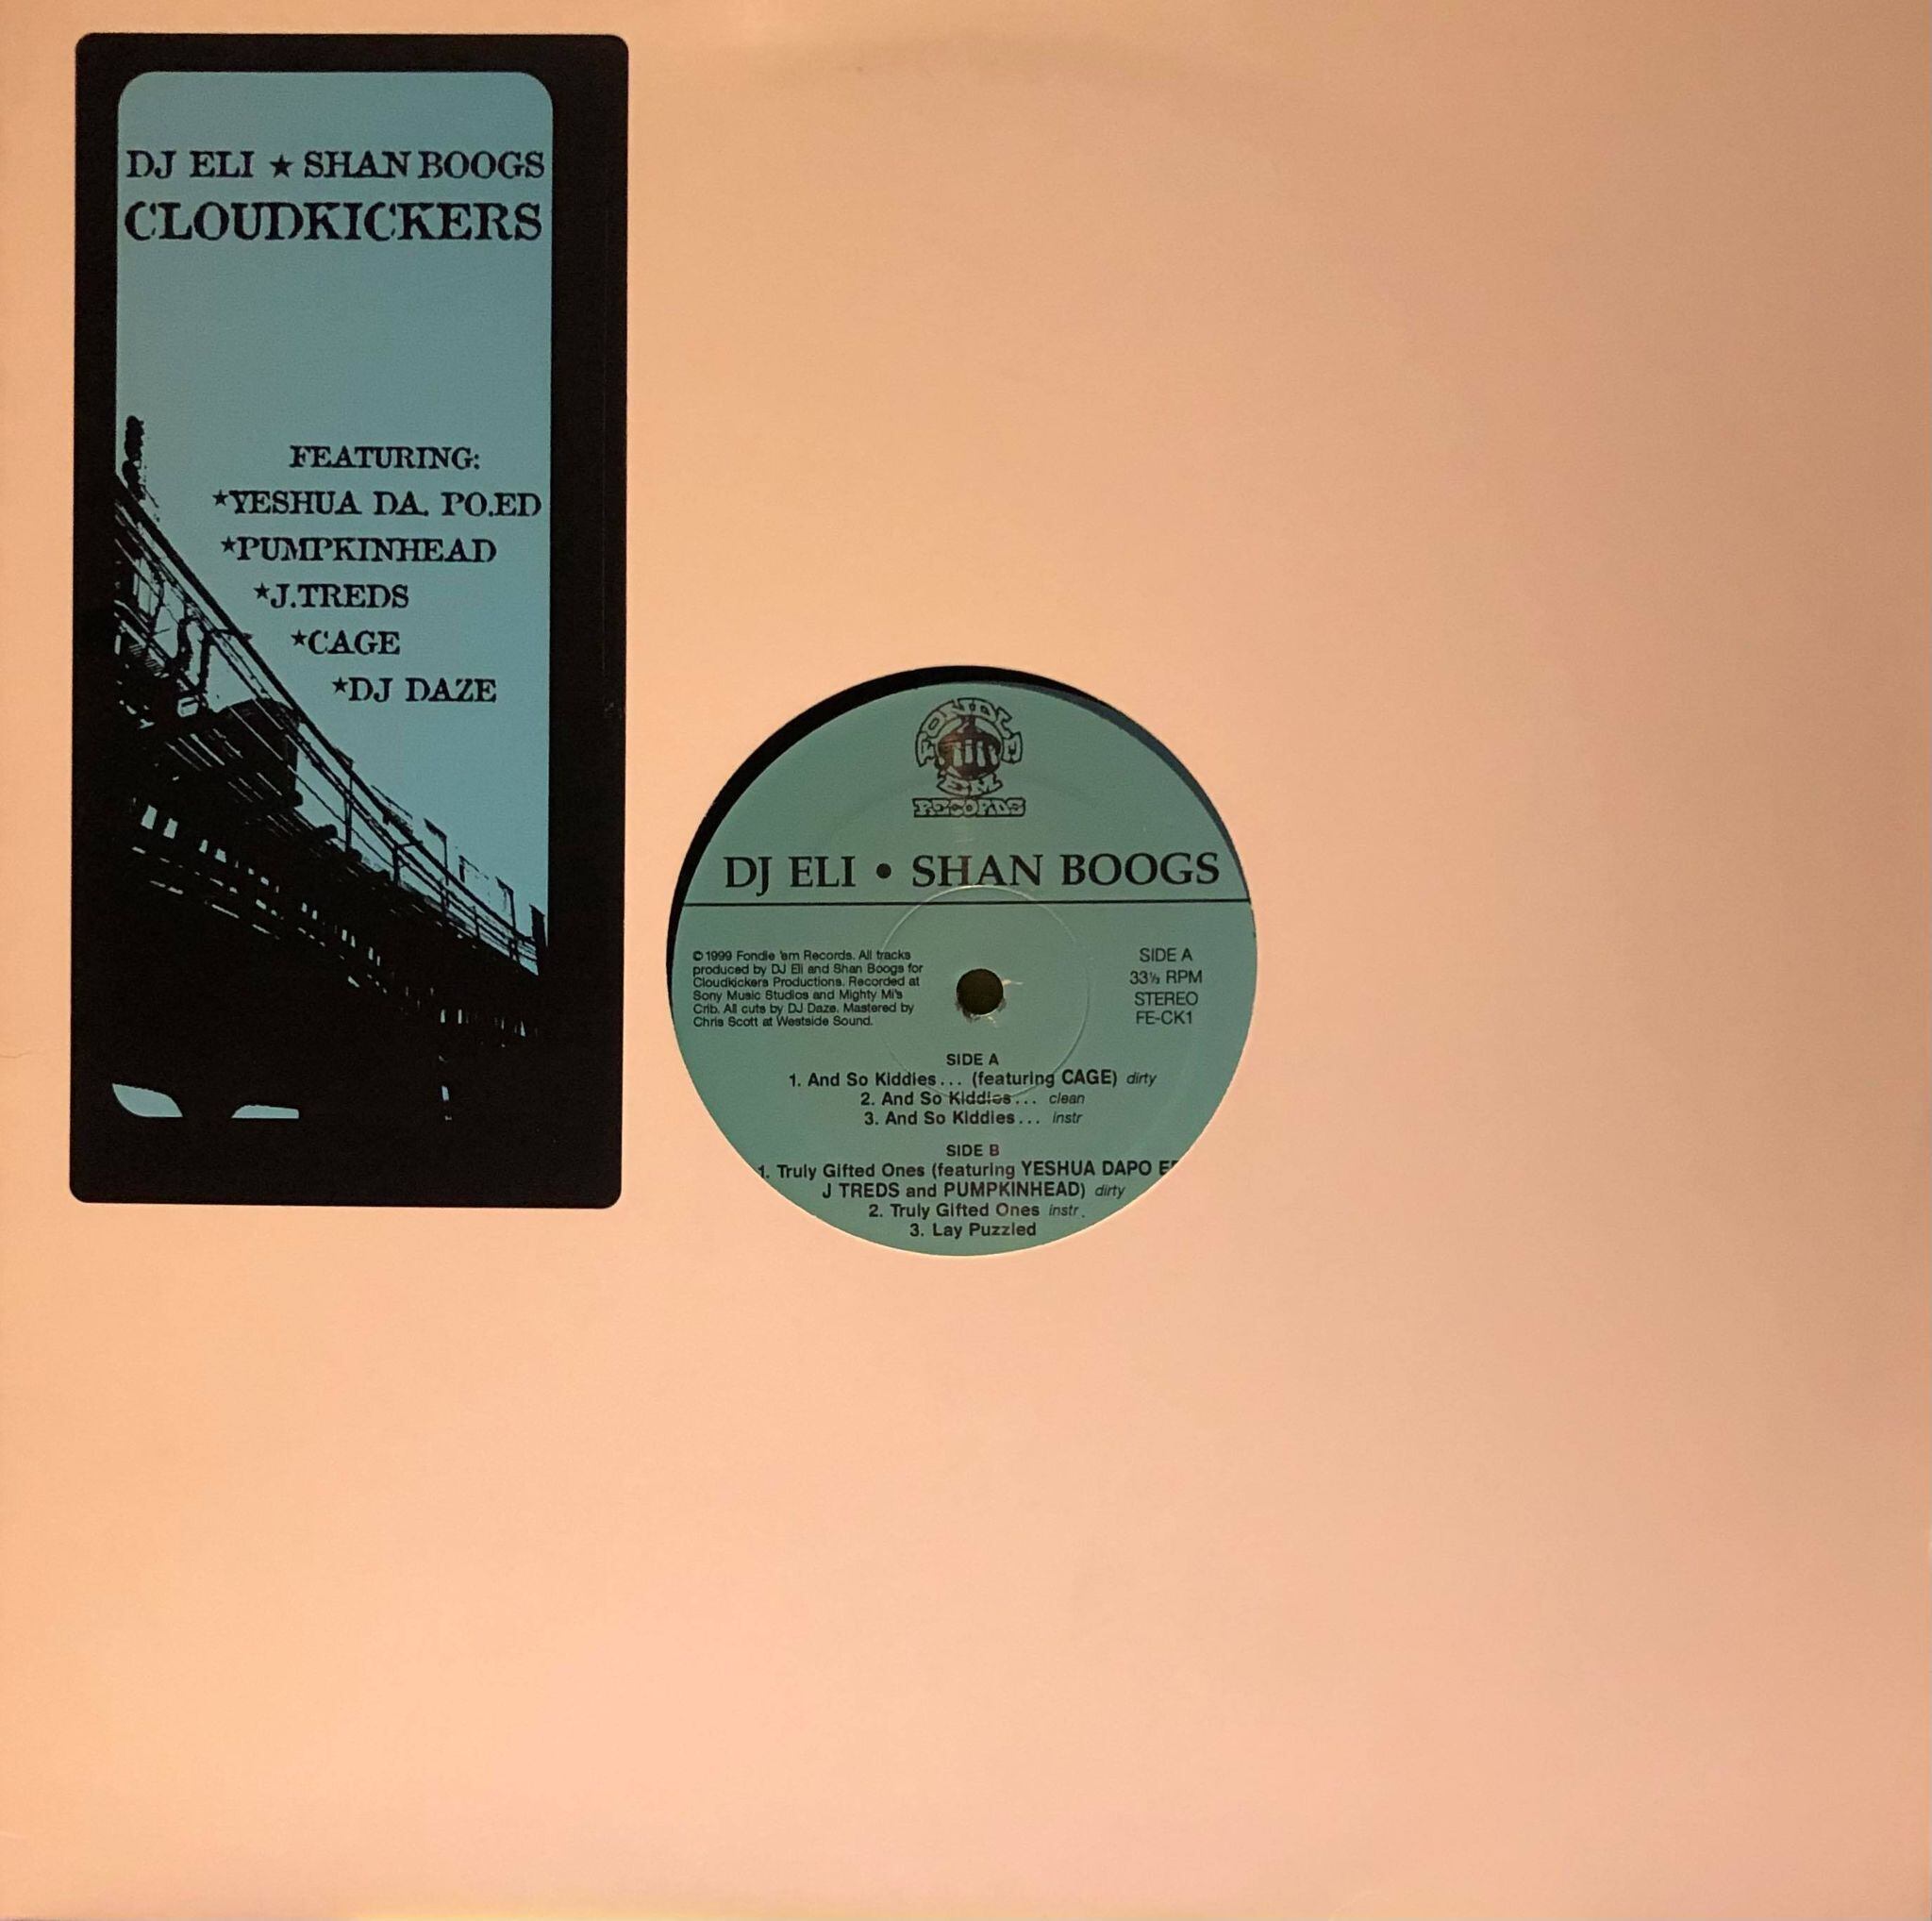 DJ ELI ★ SHAN BOOGS
CLOUDKICKERS
FEATURING:
★YESHUA DA. PO.ED
★PUMPKINHEAD
★J.TREDS
★CAGE
★DJ DAZE
FONDLE
'EM
RECORDS
DJ ELI • SHAN BOOGS
© 1999 Fondle 'em Records. All tracks
produced by DJ Eli and Shan Boogs for
Cloudkickers Productions. Recorded at
Sony Music Studios and Mighty Mi's
Crib. All cuts by DJ Daze. Mastered by
Chris Scott at Westside Sound.
SIDE A
33⅓ RPM
STEREO
FE-CK1
SIDE A
1. And So Kiddies... (featuring CAGE) dirty
2. And So Kiddies... clean
3. And So Kiddies... instr
SIDE B
1. Truly Gifted Ones (featuring YESHUA DAPO
J TREDS and PUMPKINHEAD) dirty
2. Truly Gifted Ones instr.
3. Lay Puzzled